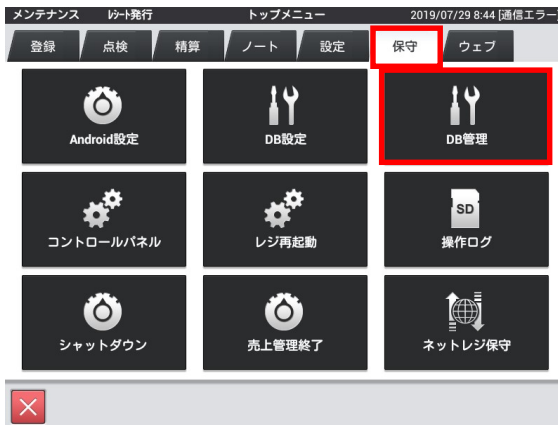 メンテナンス ﾚｼｰﾄ発行 トップメニュー 2019/07/29 8:44 [通信エラー
登録 点検 精算 ノート 設定 保守 ウェブ
Android設定 DB設定 DB管理
SD
コントロールパネル レジ再起動 操作ログ
シャットダウン 売上管理終了 ネットレジ保守